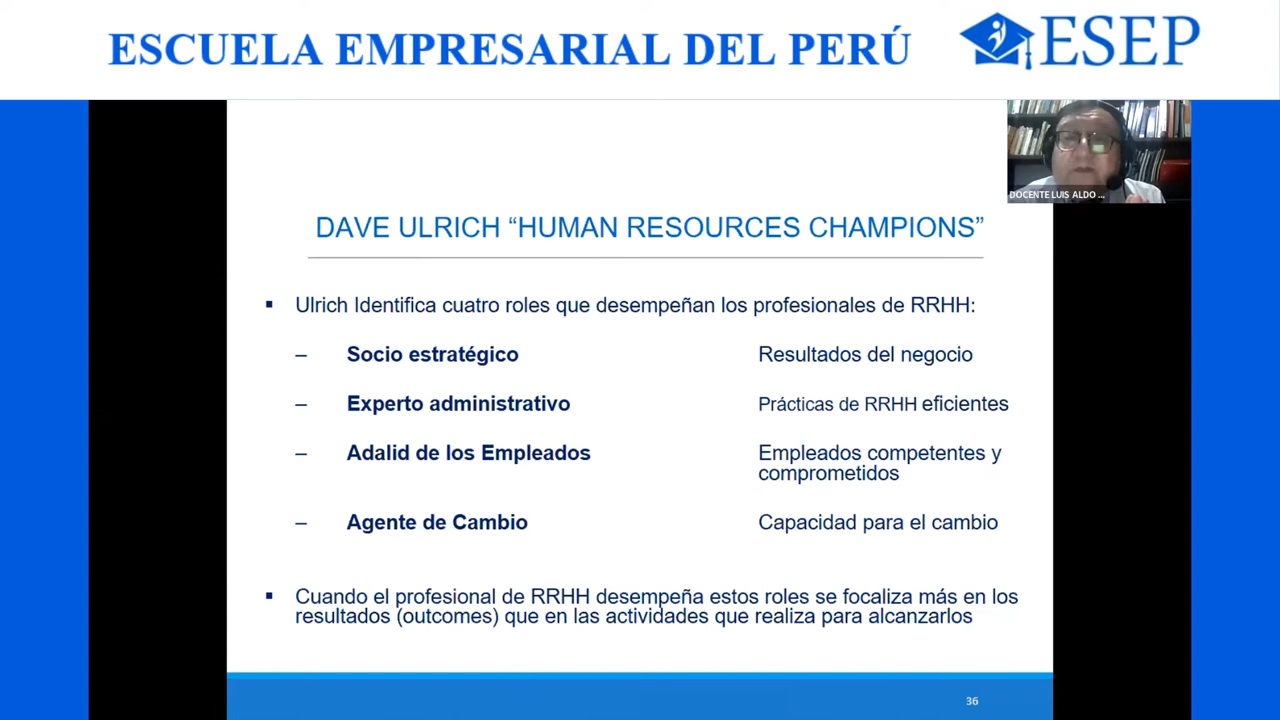 ESCUELA EMPRESARIAL DEL PERÚ
ESEP
DOCENTE LUIS ALDO ...
DAVE ULRICH “HUMAN RESOURCES CHAMPIONS”
▪ Ulrich Identifica cuatro roles que desempeñan los profesionales de RRHH:
– Socio estratégico Resultados del negocio
– Experto administrativo Prácticas de RRHH eficientes
– Adalid de los Empleados Empleados competentes y
comprometidos
– Agente de Cambio Capacidad para el cambio
▪ Cuando el profesional de RRHH desempeña estos roles se focaliza más en los
resultados (outcomes) que en las actividades que realiza para alcanzarlos
36